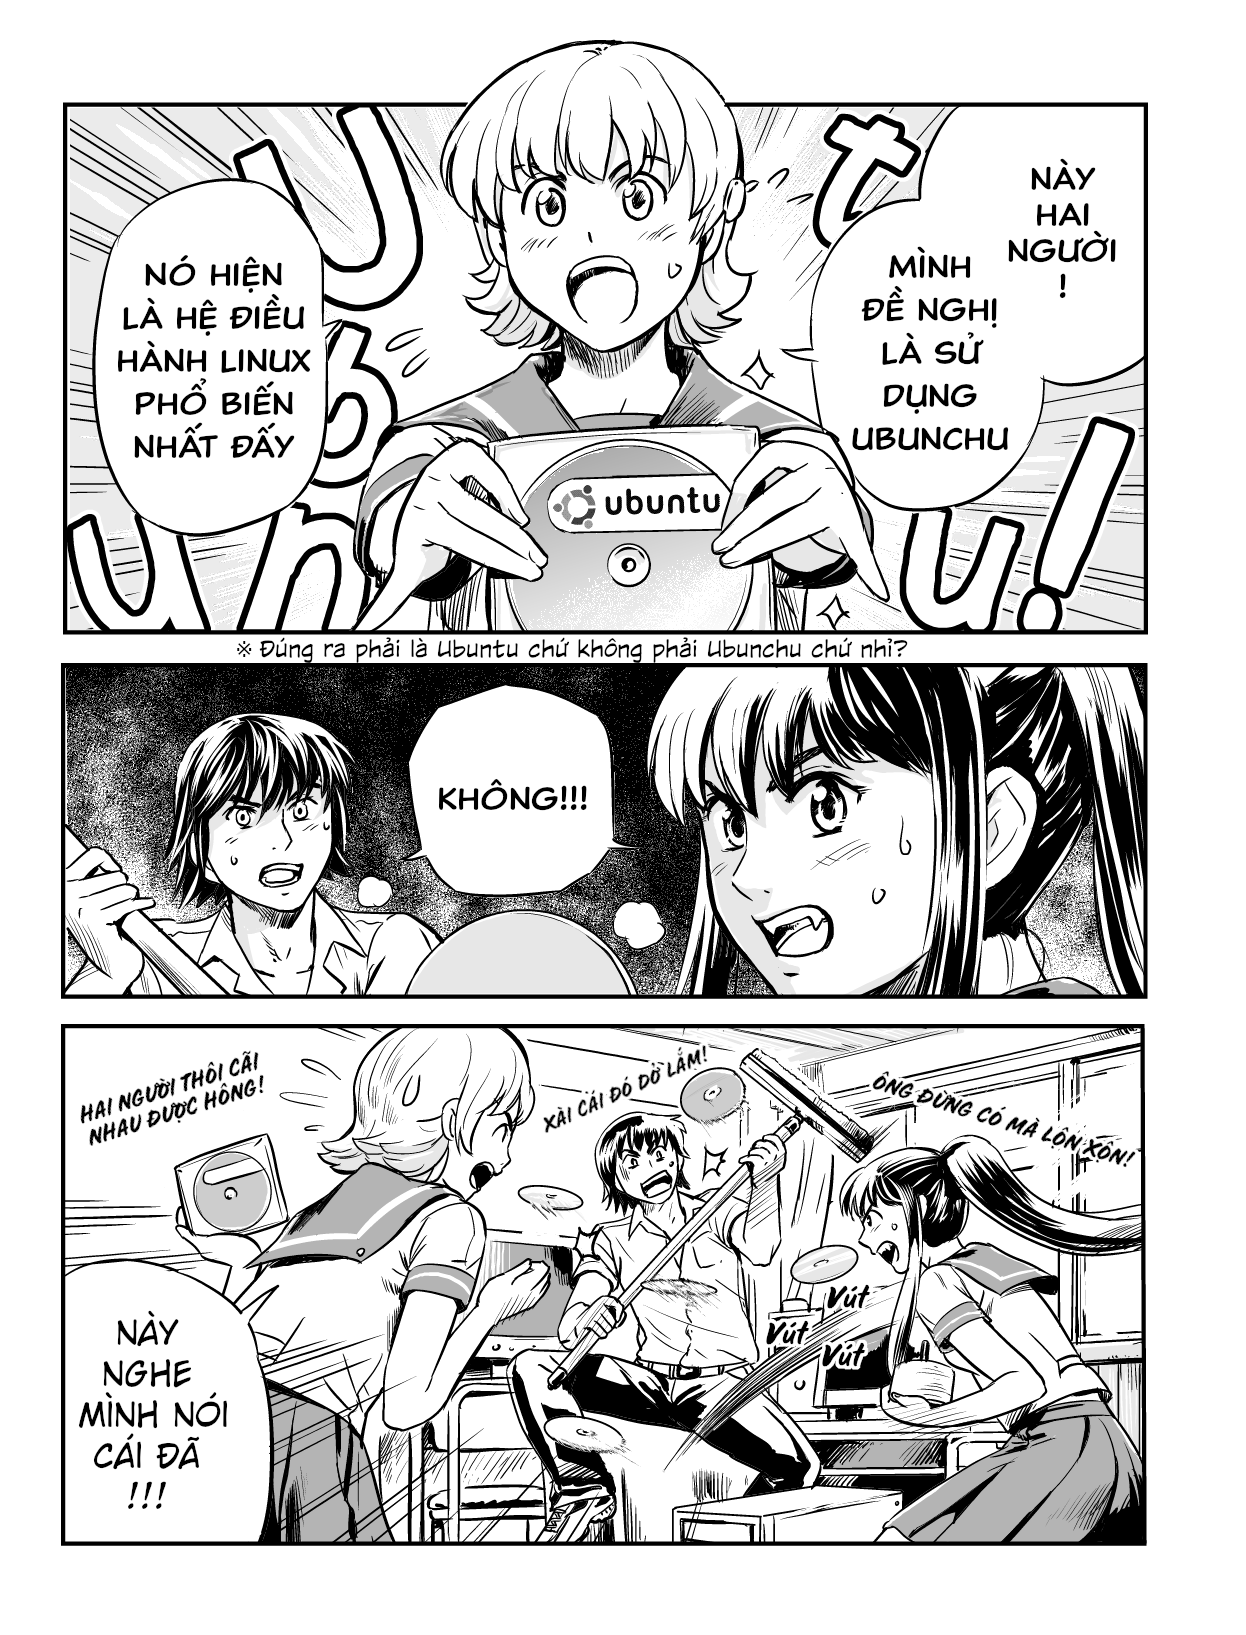 NÀY
HAI
NGƯỜI
!
MÌNH
ĐỀ NGHỊ
LÀ SỬ
DỤNG
UBUNCHU
NÓ HIỆN
LÀ HỆ ĐIỀU
HÀNH LINUX
PHỔ BIẾN
NHẤT ĐẤY
U
b
u
n
t
u!
ubuntu
※ Đúng ra phải là Ubuntu chứ không phải Ubunchu chứ nhỉ?
KHÔNG!!!
ÔNG ĐỪNG CÓ MÀ LỘN XỘN!
XÀI CÁI ĐÓ DỞ LẮM!
HAI NGƯỜI THÔI CÃI
NHAU ĐƯỢC HÔNG!
Vút
Vút
Vút
NÀY
NGHE
MÌNH NÓI
CÁI ĐÃ
!!!